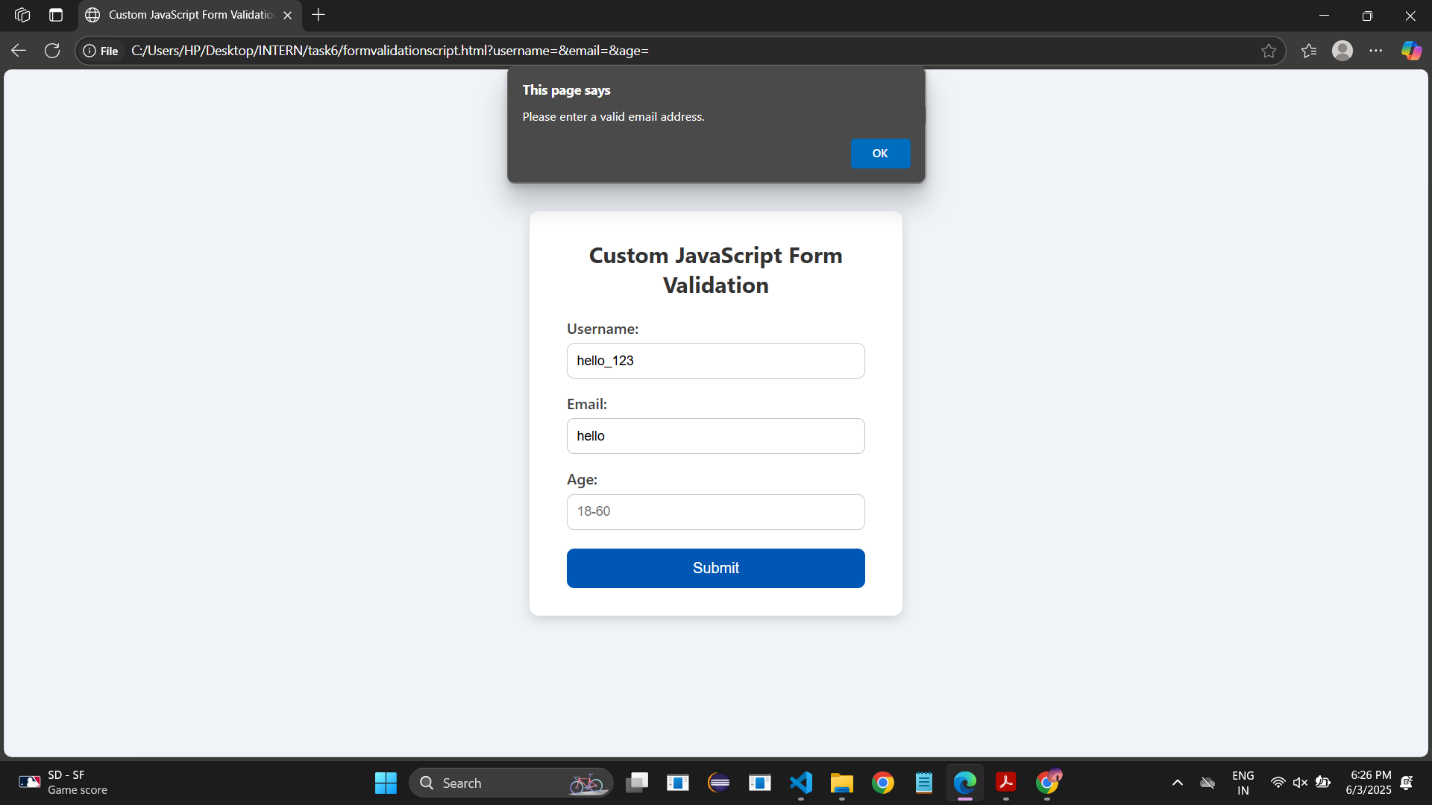 Custom JavaScript Form Validatio
File
C:/Users/HP/Desktop/INTERN/task6/formvalidationscript.html?username=&email=&age=
This page says
Please enter a valid email address.
OK
Custom JavaScript Form
Validation
Username:
hello_123
Email:
hello
Age:
18-60
Submit
SD - SF
Game score
Search
ENG
IN
6:26 PM
6/3/2025